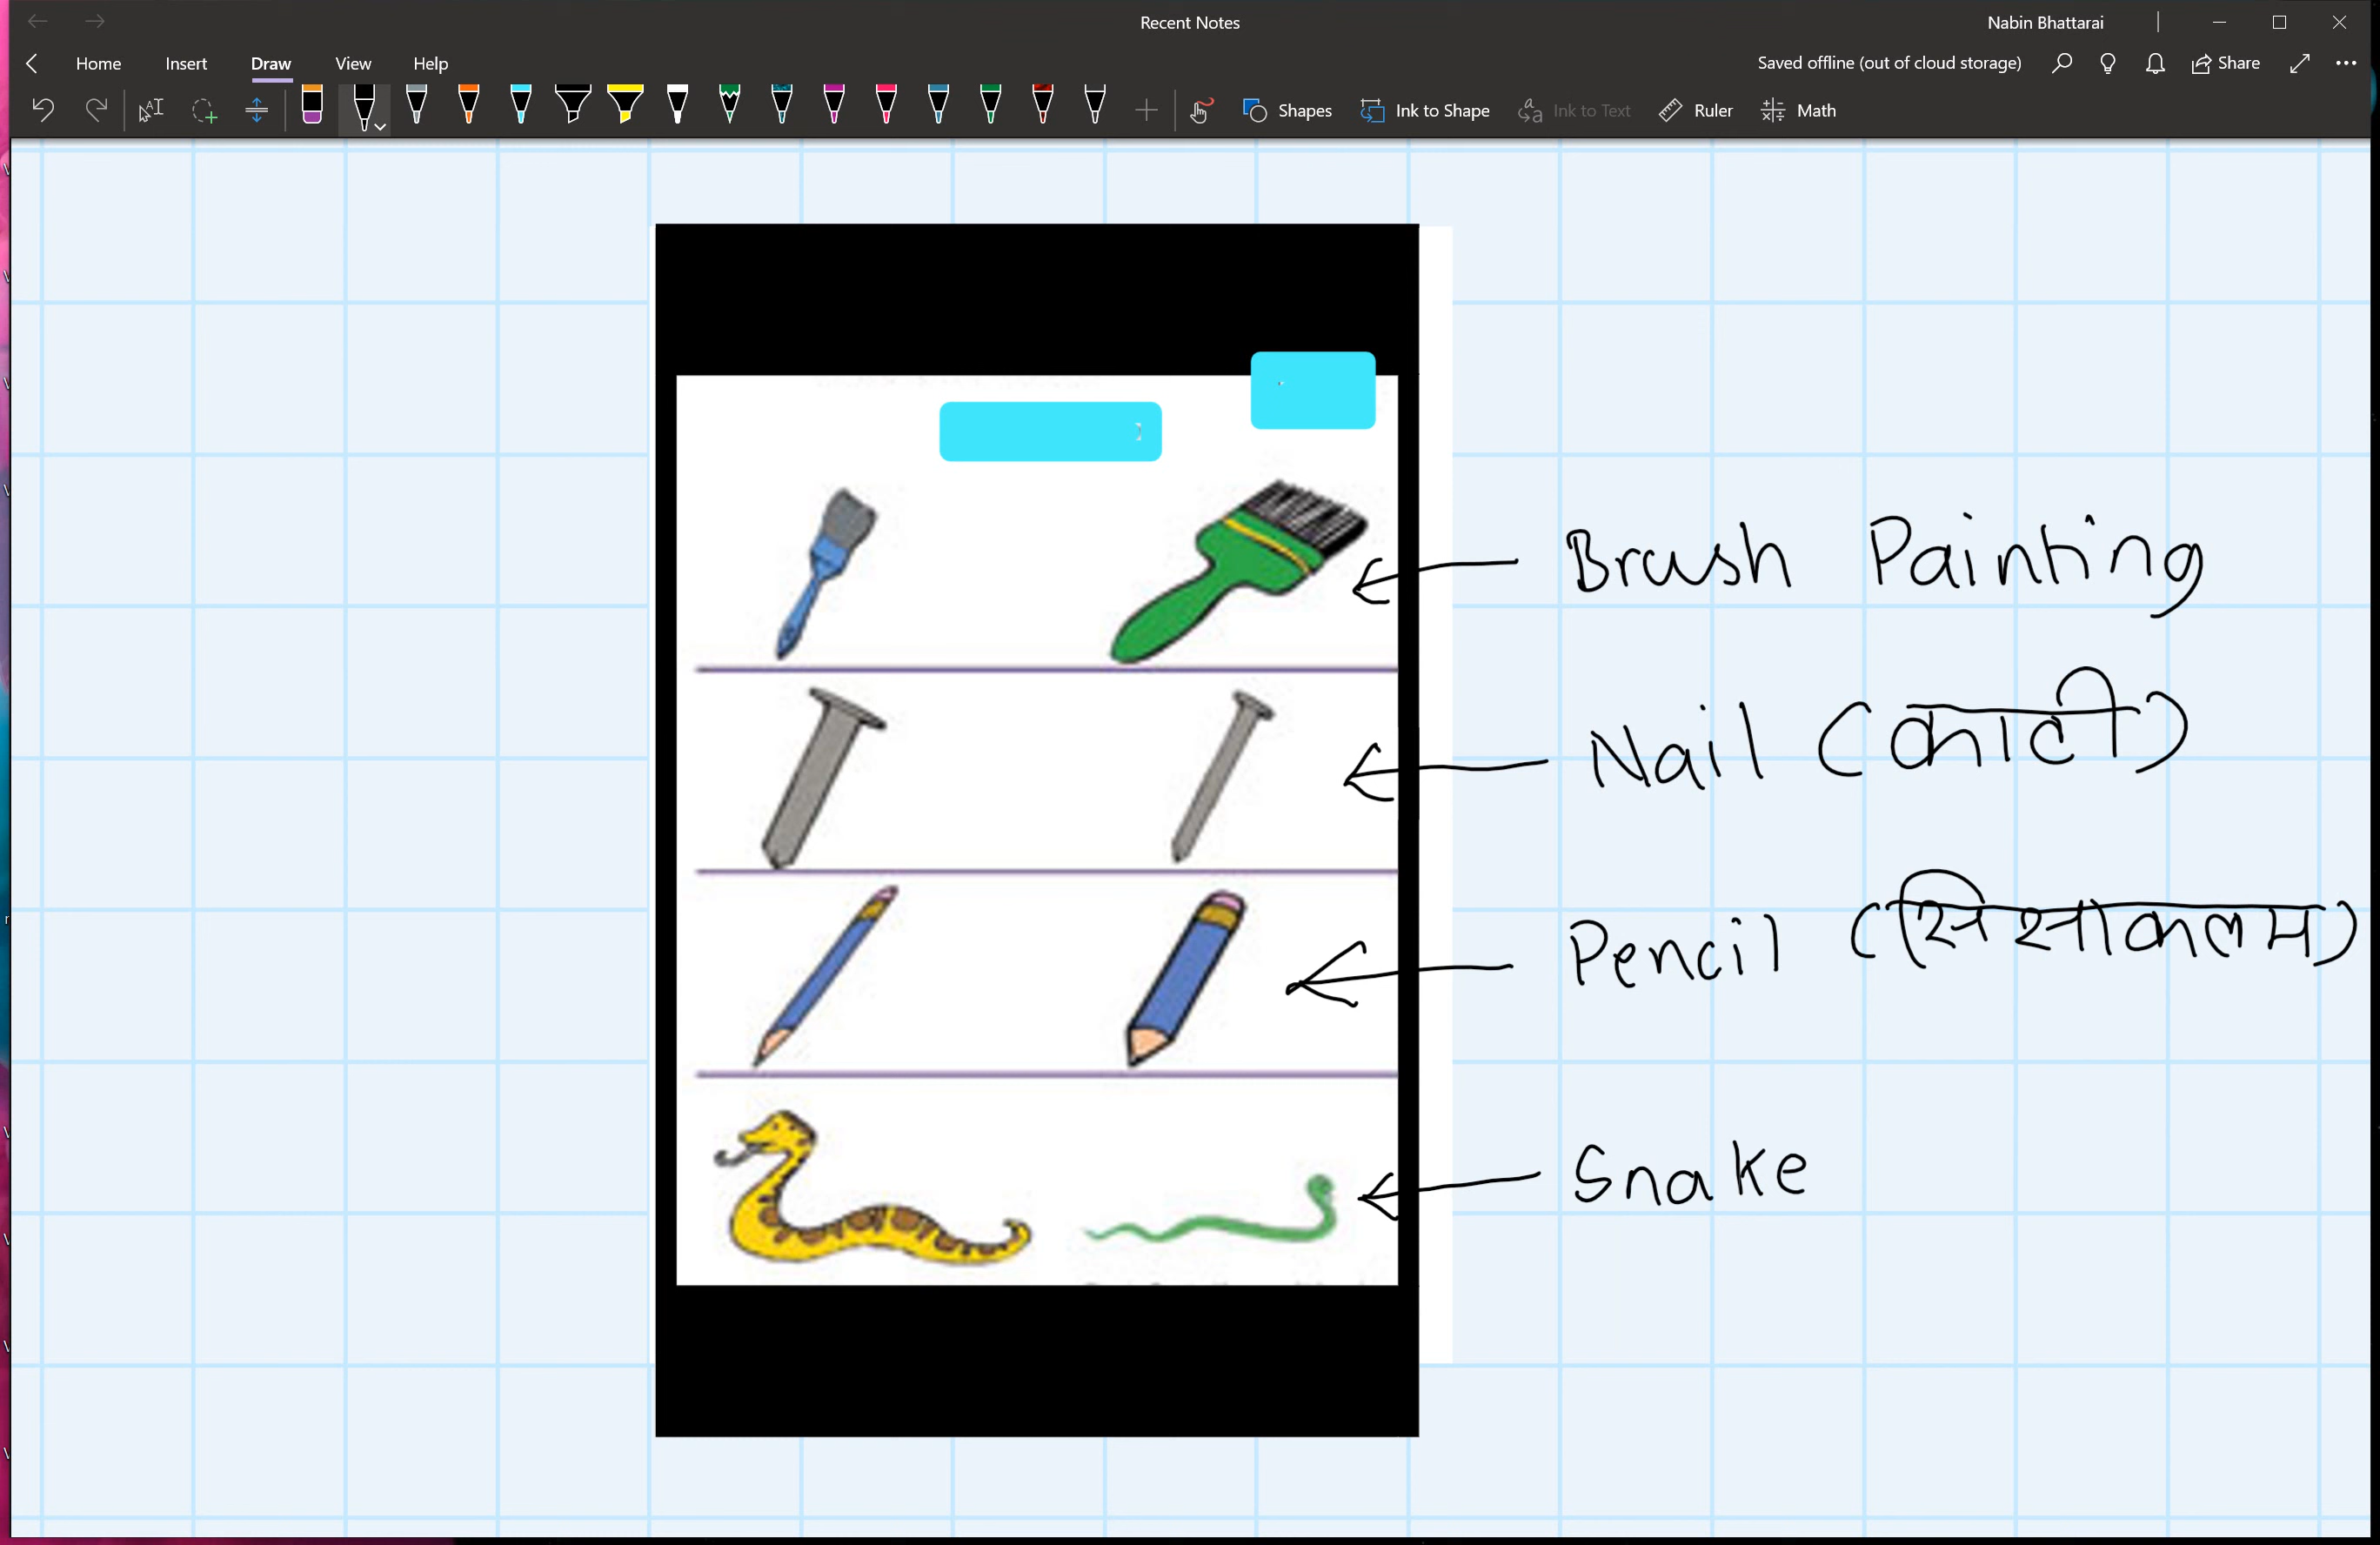 Recent Notes
Nabin Bhattarai
Home Insert Draw View Help
Saved offline (out of cloud storage)
Share
Shapes
Ink to Shape
Ink to Text
Ruler
Math
Brush Painting
Nail (काटी)
Pencil (सिसाकलम)
Snake